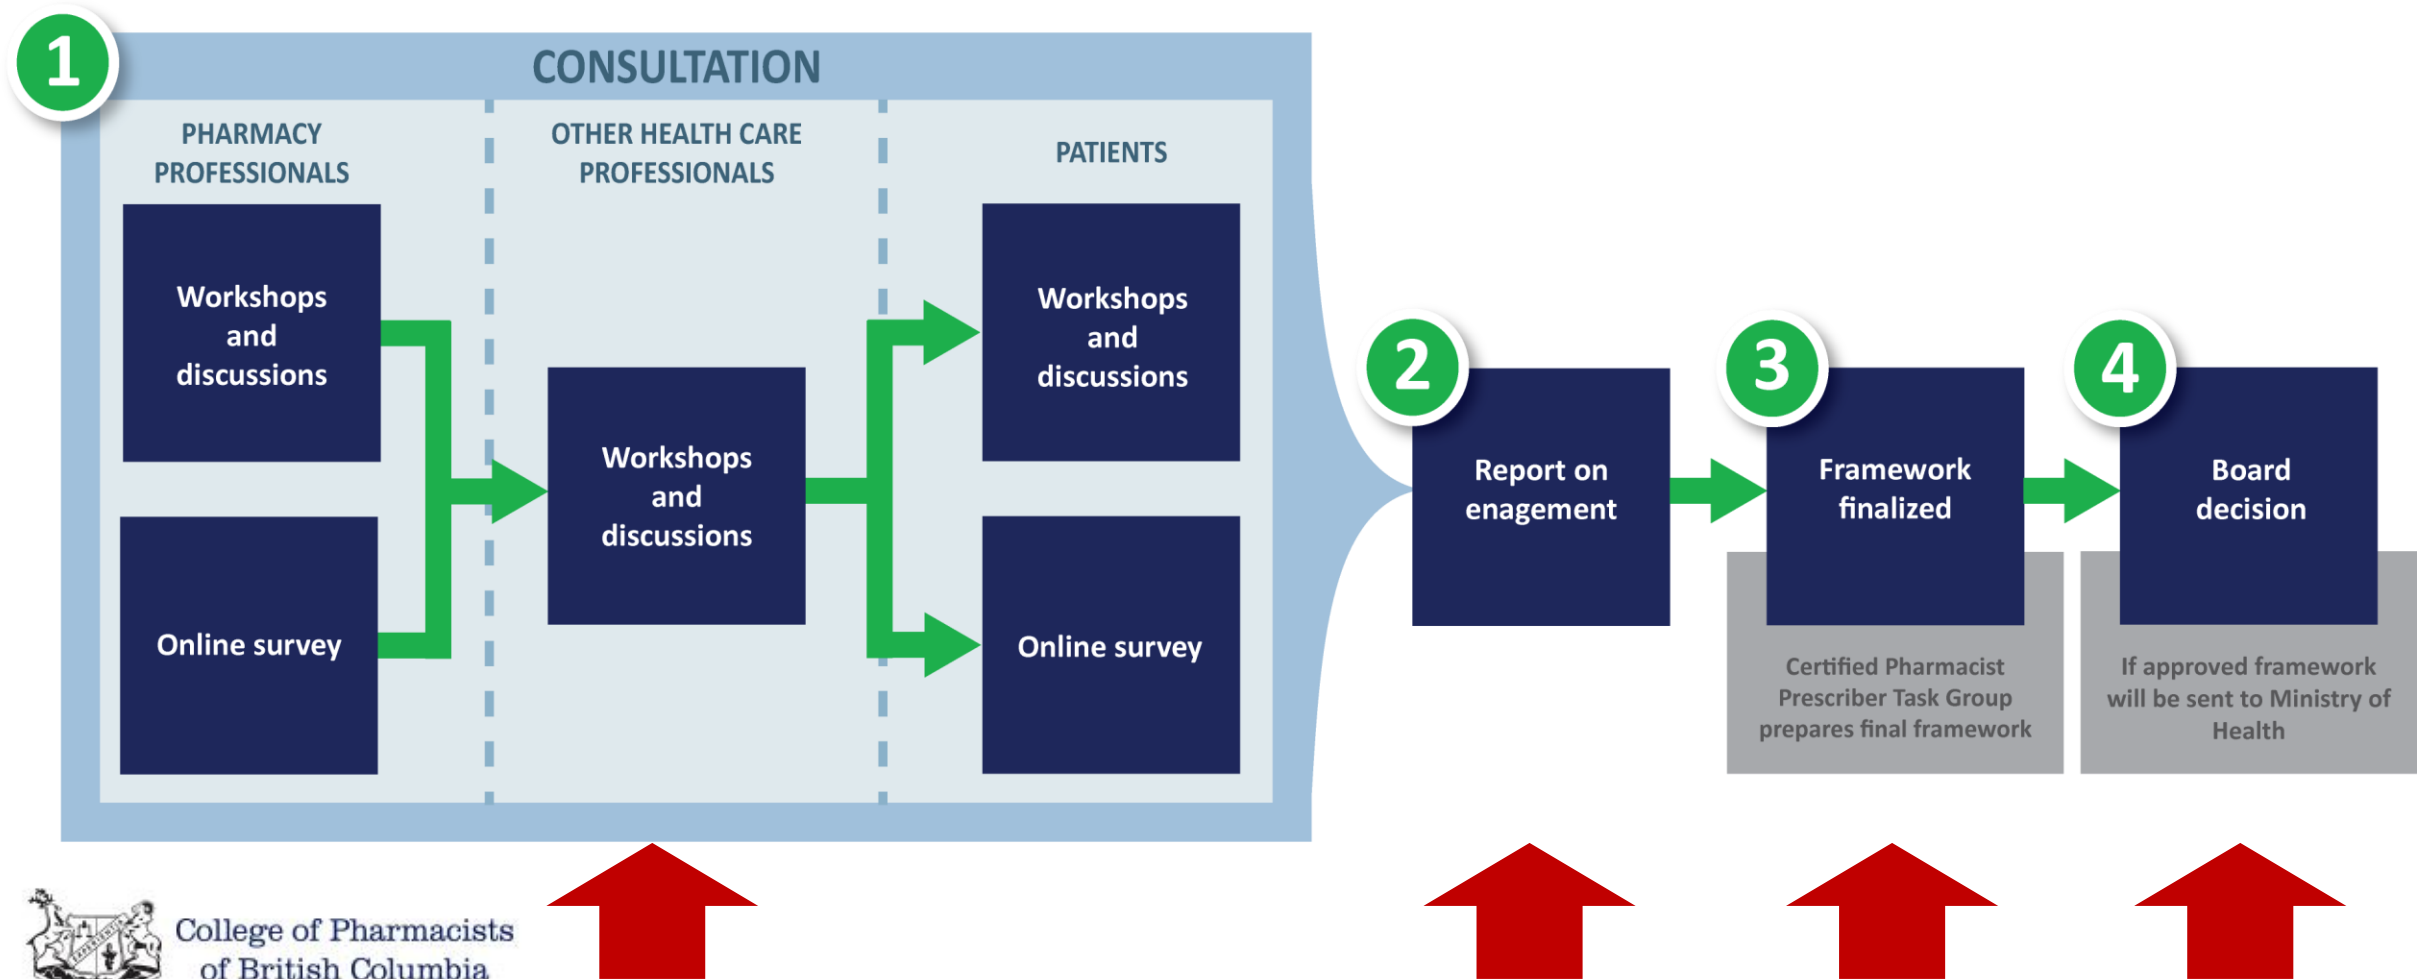 1
CONSULTATION
PHARMACY
PROFESSIONALS
Workshops
and
discussions
Online survey
OTHER HEALTH CARE
PROFESSIONALS
Workshops
and
discussions
PATIENTS
Workshops
and
discussions
Online survey
2
Report on
enagement
3
Framework
finalized
Certified Pharmacist
Prescriber Task Group
prepares final framework
4
Board
decision
If approved framework
will be sent to Ministry of
Health
College of Pharmacists
of British Columbia